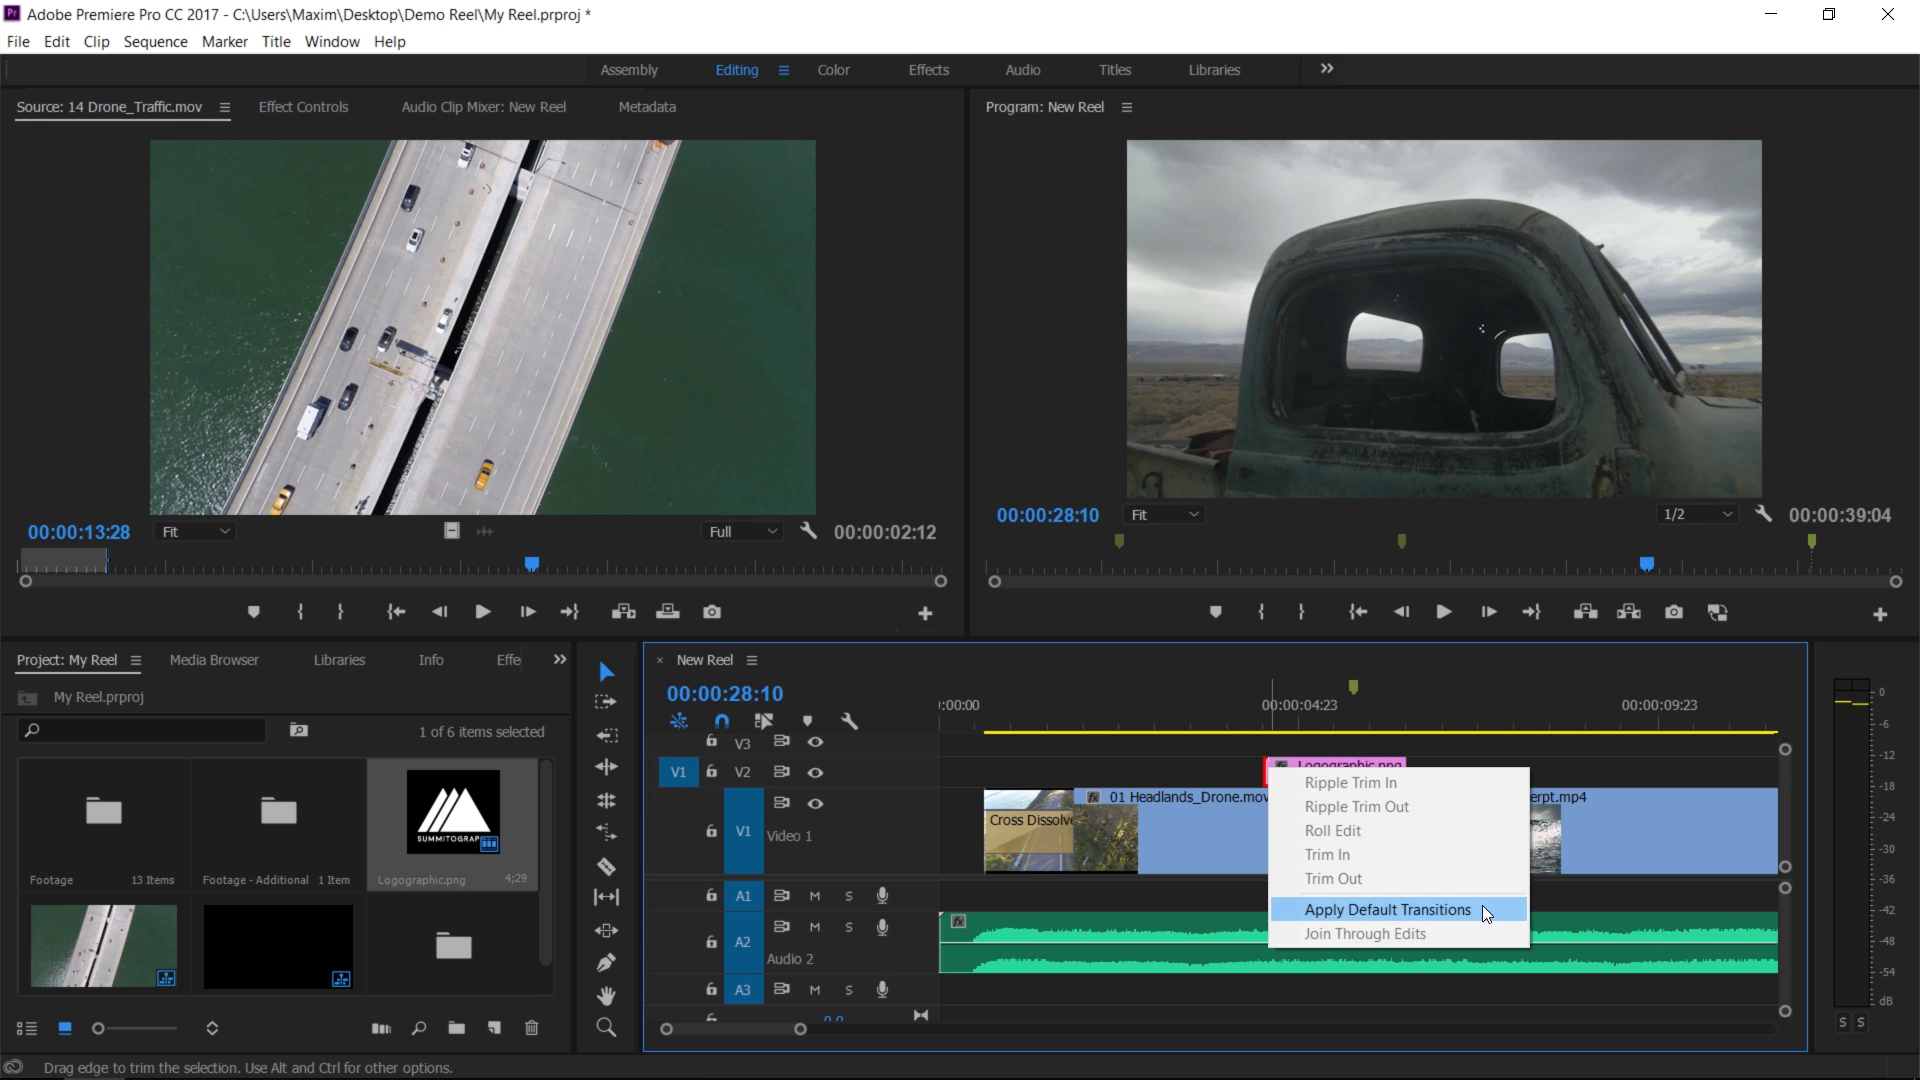 Adobe Premiere Pro CC 2017 - C:\Users\Maxim\Desktop\Demo Reel\My Reel.prproj *
File Edit Clip Sequence Marker Title Window Help
Assembly Editing Color Effects Audio Titles Libraries
Source: 14 Drone_Traffic.mov Effect Controls Audio Clip Mixer: New Reel Metadata
Program: New Reel
00:00:13:28 Fit Full 00:00:02:12
00:00:28:10 Fit 1/2 00:00:39:04
Project: My Reel Media Browser Libraries Info Effe
My Reel.prproj
1 of 6 items selected
SUMMITOGRAP
Footage 13 Items
Footage - Additional 1 Item
Logographic.png 4;29
New Reel
00:00:28:10
:00:00 00:00:04:23 00:00:09:23
V3
V1 V2
Logographic.png
V1 Video 1
01 Headlands_Drone.mov
erpt.mp4
Cross Dissolve
A1 M S
A2 M S
Audio 2
A3 M S
0.0
Ripple Trim In
Ripple Trim Out
Roll Edit
Trim In
Trim Out
Apply Default Transitions
Join Through Edits
0
-6
-12
-18
-24
-30
-36
-42
-48
-54
dB
S S
Drag edge to trim the selection. Use Alt and Ctrl for other options.